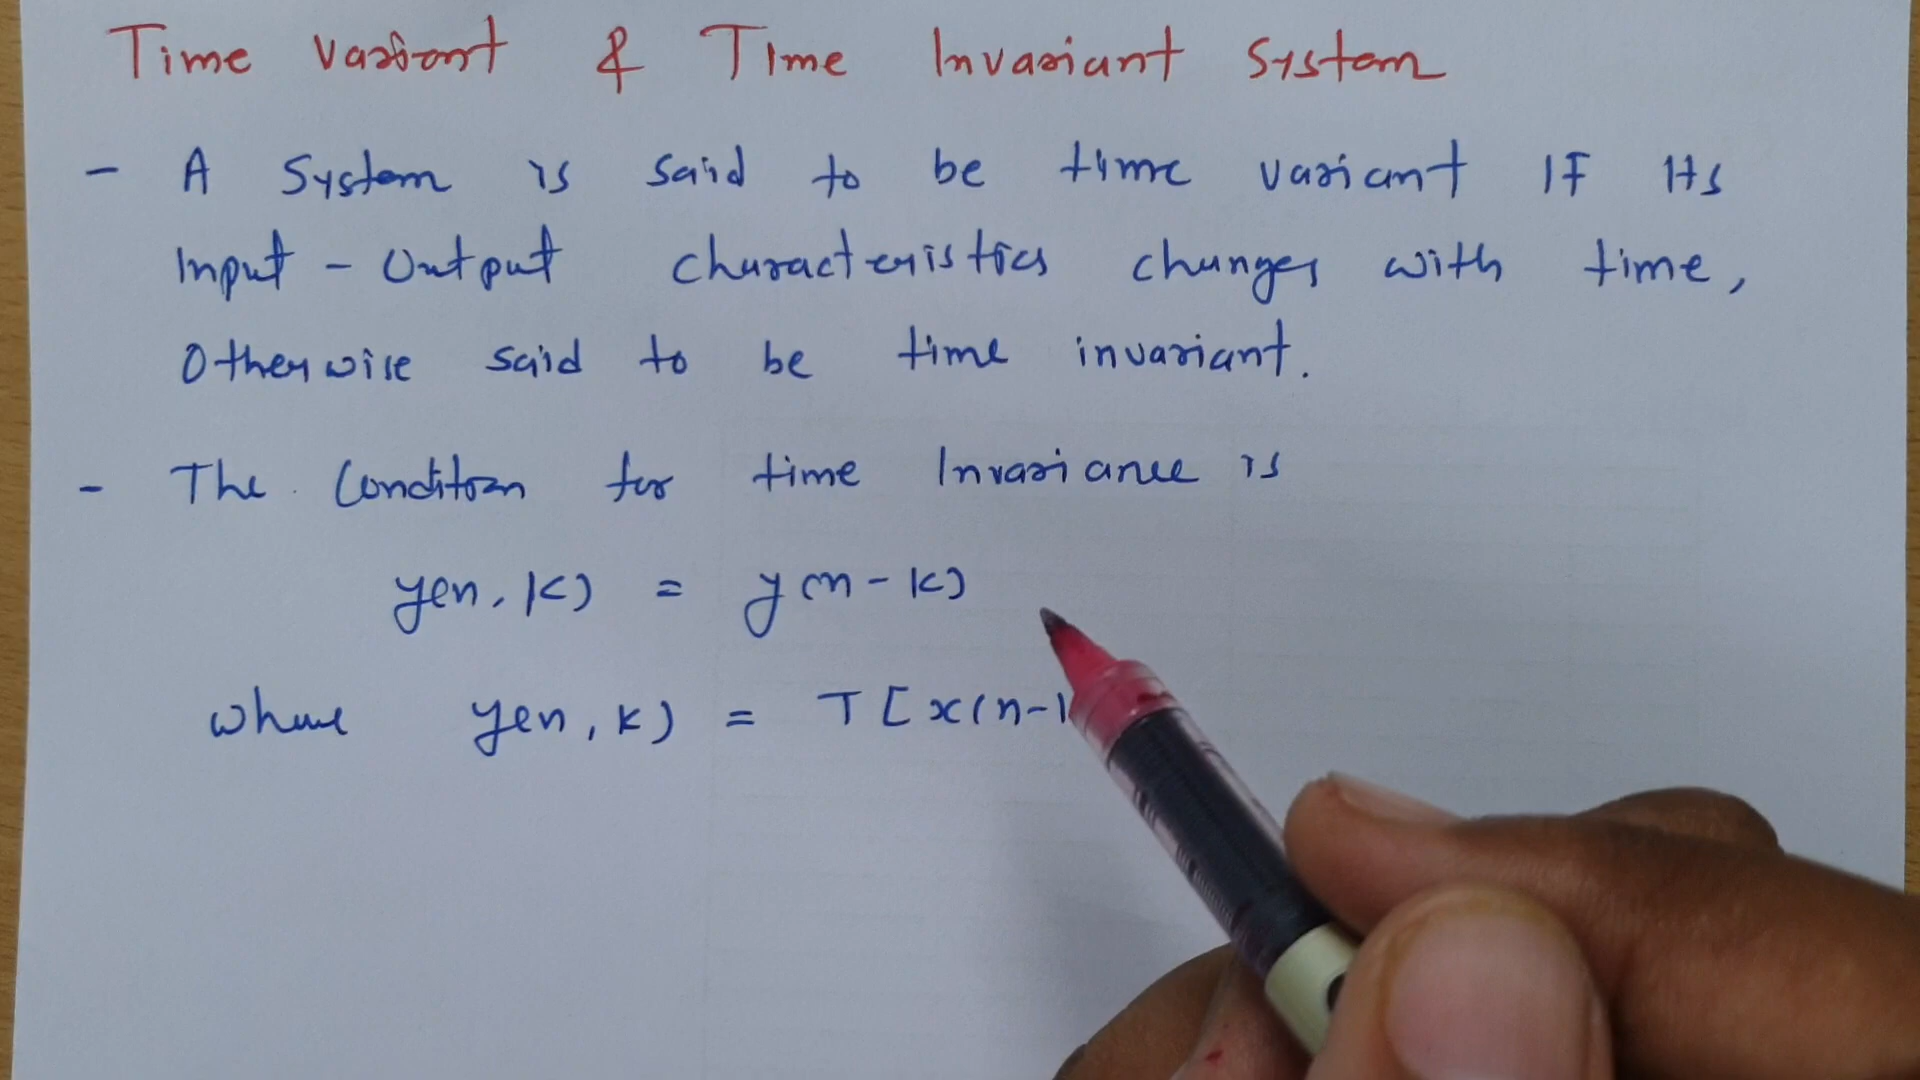 Time Variant & Time Invariant System
- A System is said to be time variant IF Its
Input - Output characteristics changes with time,
Otherwise said to be time invariant.
- The Condition for time Invariance is
y(n, k) = y(n - k)
where y(n, k) = T[x(n-